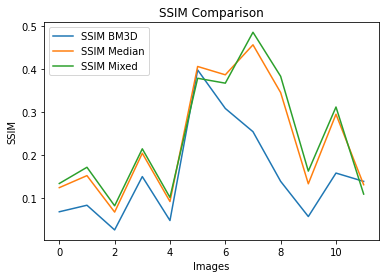 SSIM Comparison
0.5
0.4
0.3
0.2
0.1
SSIM
SSIM BM3D
SSIM Median
SSIM Mixed
0 2 4 6 8 10
Images